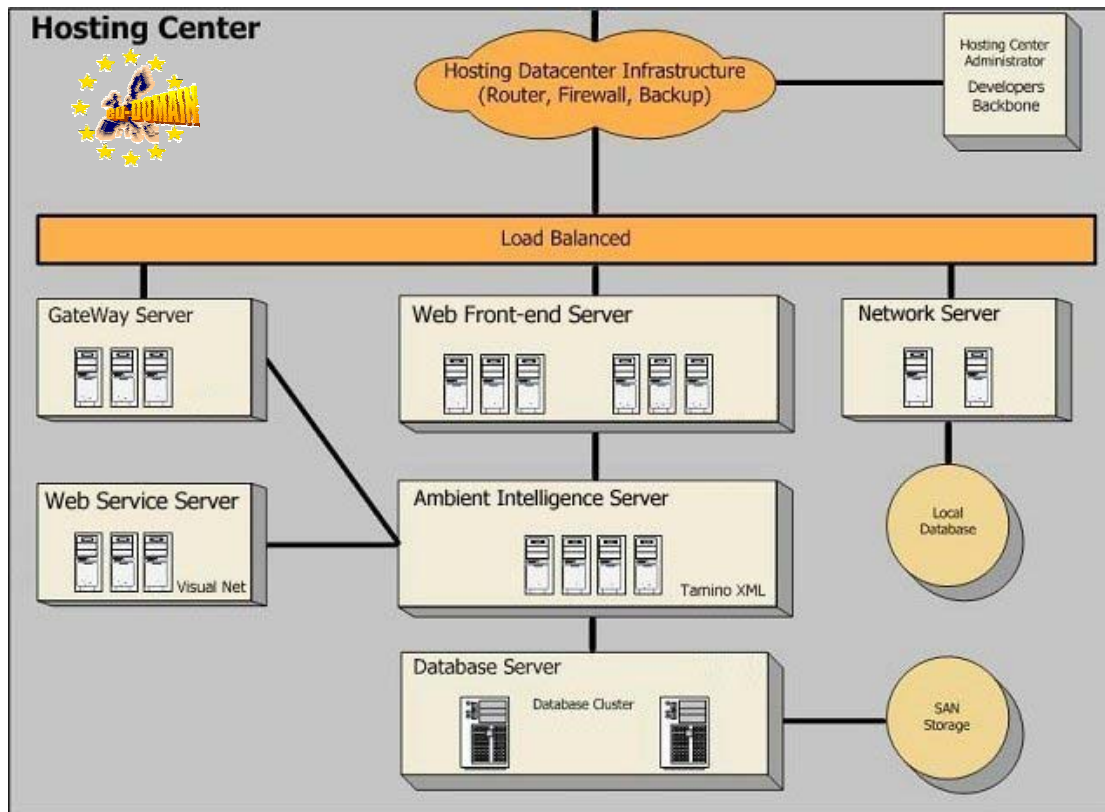 Hosting Center
EU-DOMAIN
Hosting Datacenter Infrastructure
(Router, Firewall, Backup)
Hosting Center
Administrator
Developers
Backbone
Load Balanced
GateWay Server
Web Front-end Server
Network Server
Web Service Server
Visual Net
Ambient Intelligence Server
Tamino XML
Local
Database
Database Server
Database Cluster
SAN
Storage